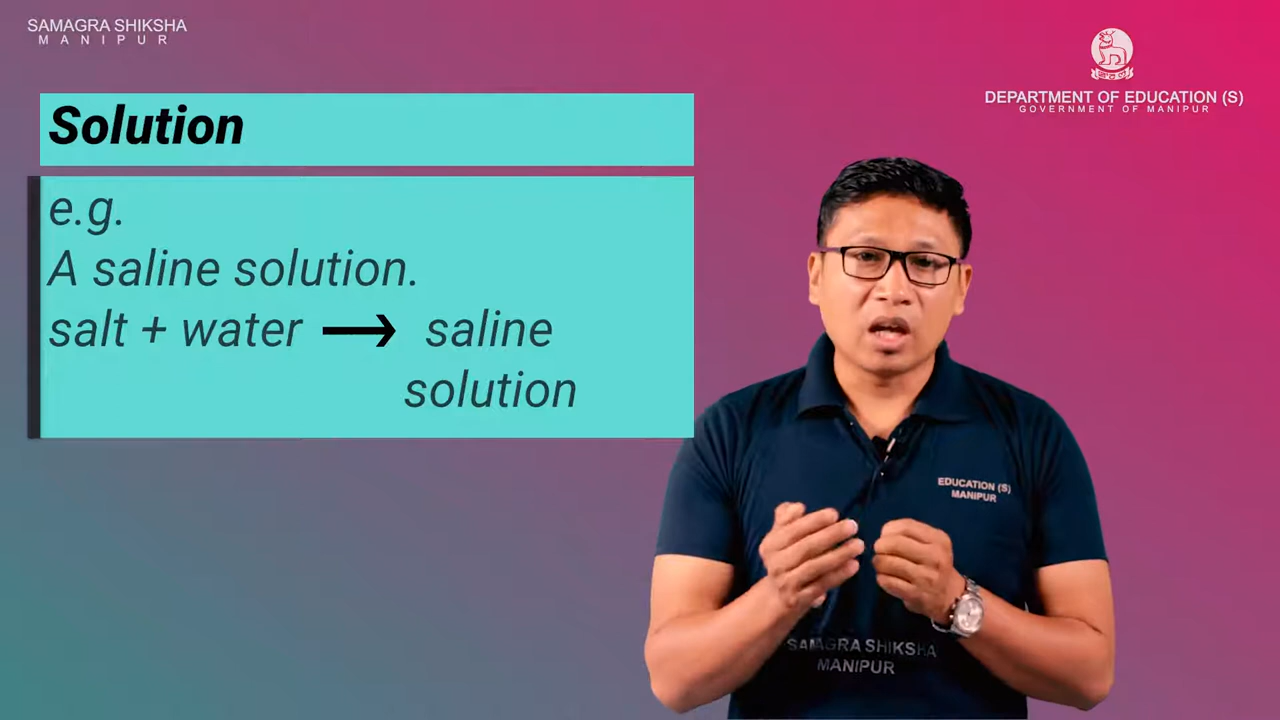 SAMAGRA SHIKSHA
MANIPUR
DEPARTMENT OF EDUCATION (S)
GOVERNMENT OF MANIPUR
Solution
e.g.
A saline solution.
salt + water → saline
solution
EDUCATION (S)
MANIPUR
SAMAGRA SHIKSHA
MANIPUR